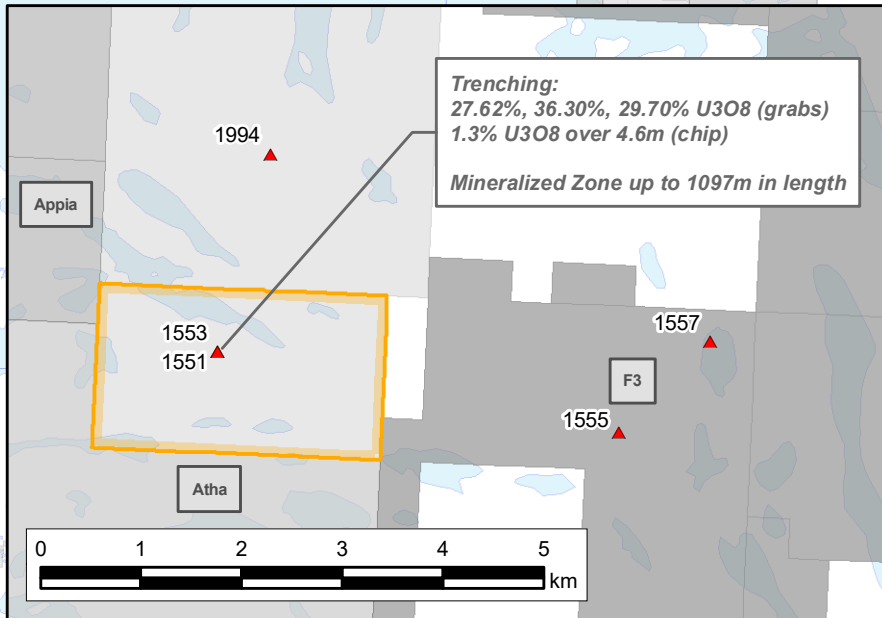 Trenching:
27.62%, 36.30%, 29.70% U3O8 (grabs)
1.3% U3O8 over 4.6m (chip)
Mineralized Zone up to 1097m in length
1994
Appia
1553
1551
1557
F3
1555
Atha
0 1 2 3 4 5
km